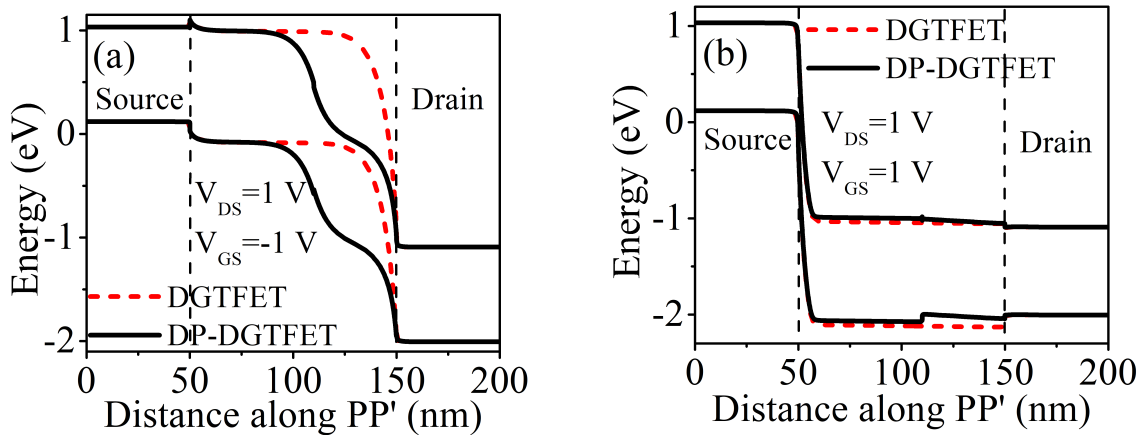 (a)
Source
Drain
V_DS=1 V
V_GS=-1 V
DGTFET
DP-DGTFET
Energy (eV)
1
0
-1
-2
0 50 100 150 200
Distance along PP' (nm)
(b)
DGTFET
DP-DGTFET
V_DS=1 V
Source
Drain
V_GS=1 V
Energy (eV)
1
0
-1
-2
0 50 100 150 200
Distance along PP' (nm)